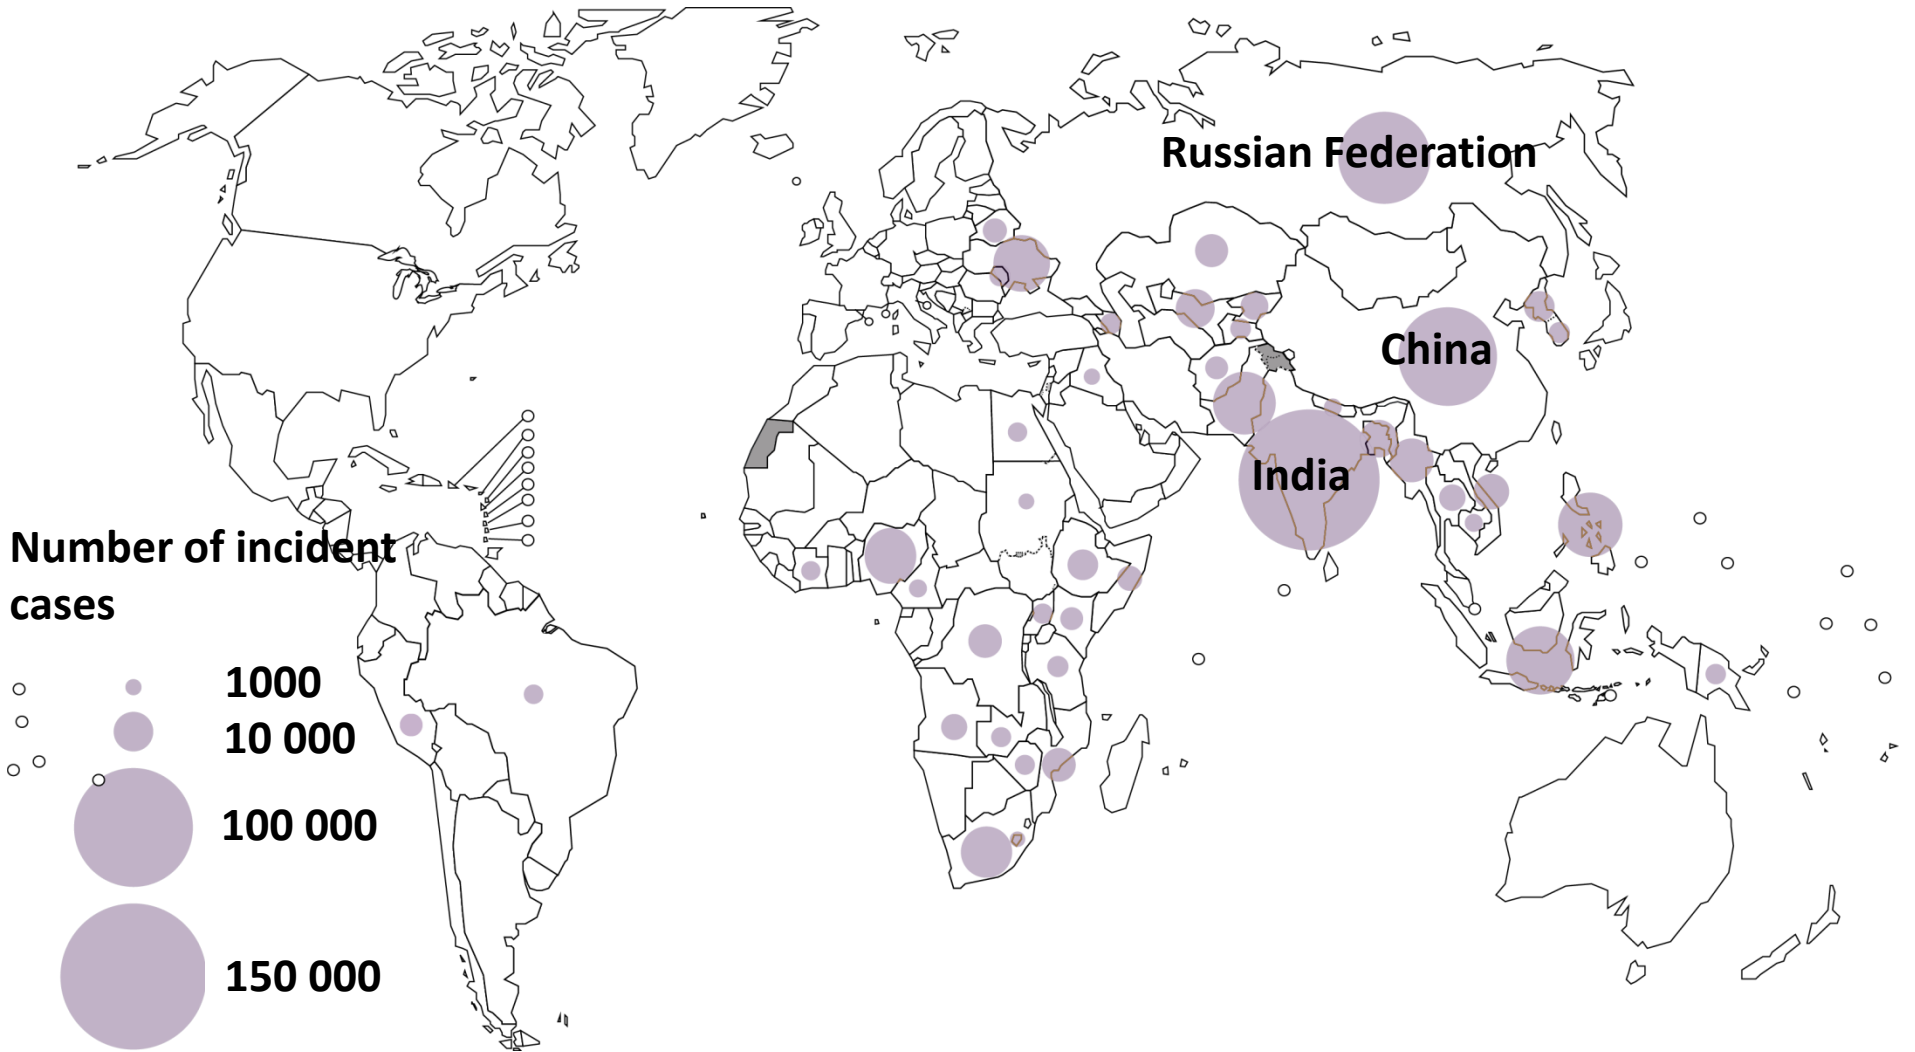 Russian Federation
China
India
Number of incident
cases
1000
10 000
100 000
150 000